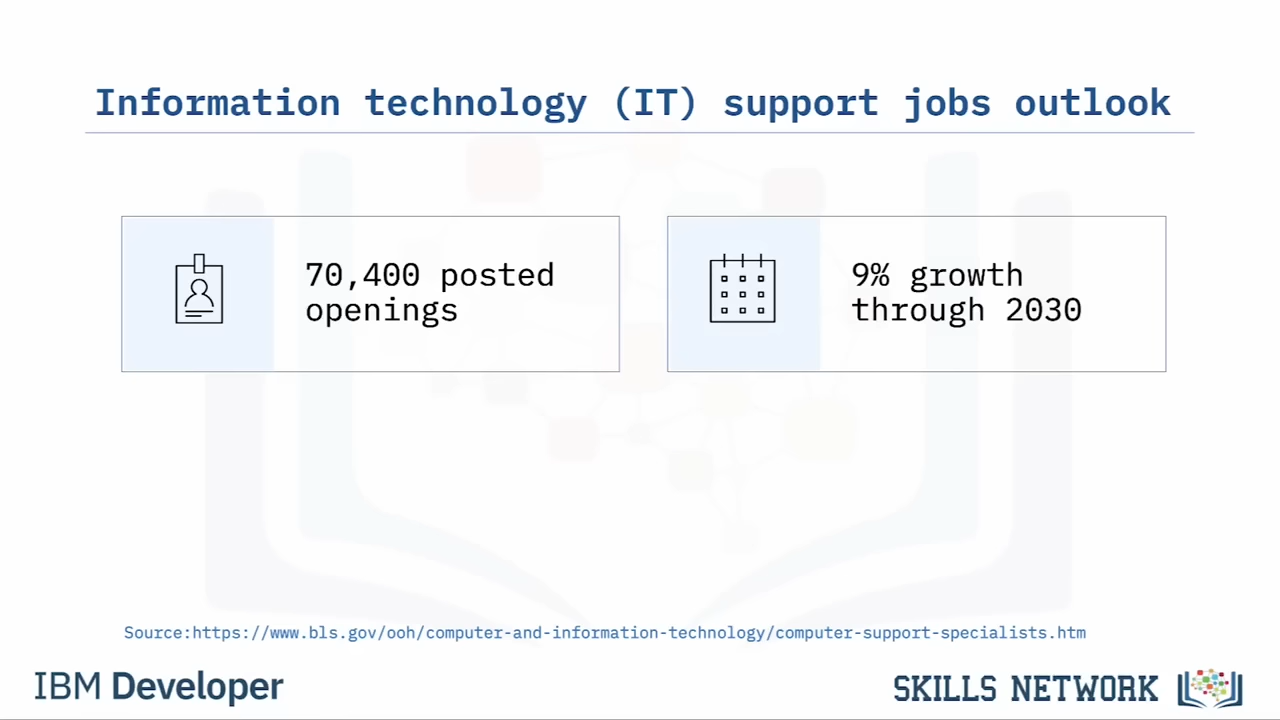 Information technology (IT) support jobs outlook
70,400 posted
openings
9% growth
through 2030
Source:https://www.bls.gov/ooh/computer-and-information-technology/computer-support-specialists.htm
IBM Developer
SKILLS NETWORK